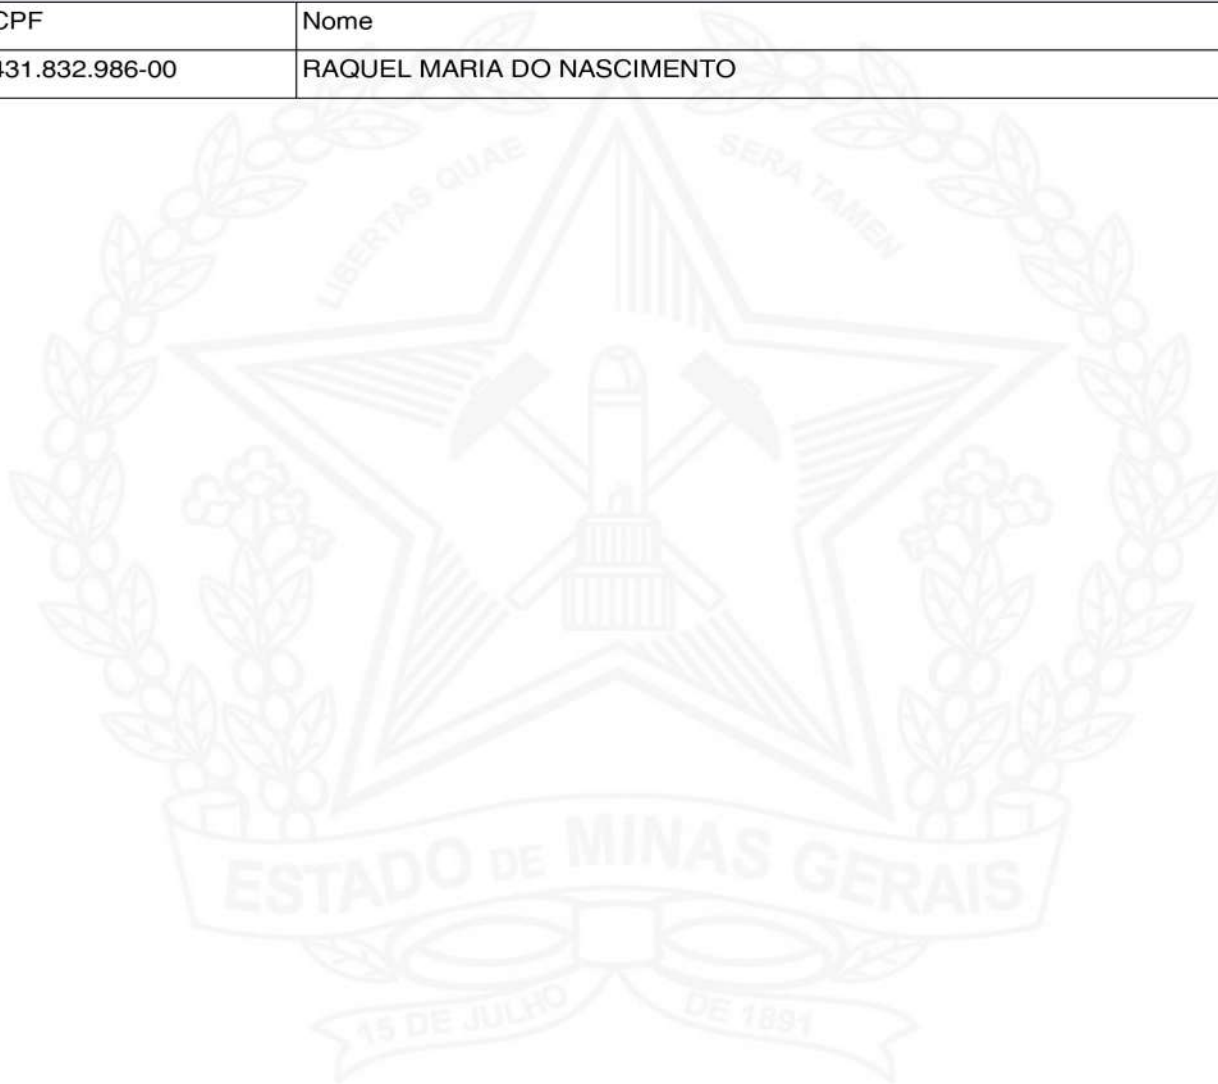 CPF Nome
431.832.986-00 RAQUEL MARIA DO NASCIMENTO
LIBERTAS QUAE SERA TAMEN
ESTADO DE MINAS GERAIS
15 DE JULHO DE 1891